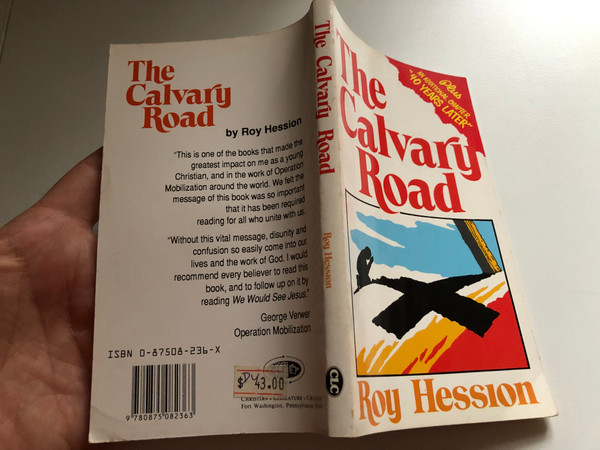 The
Calvary
Road
by Roy Hession
"This is one of the books that made the
greatest impact on me as a young
Christian, and in the work of Operation
Mobilization around the world. We felt the
message of this book was so important
that it has been required
reading for all who unite with us.
"Without this vital message, disunity and
confusion so easily come into our
lives and the work of God. I would
recommend every believer to read this
book, and to follow up on it by
reading We Would See Jesus."
George Verwer
Operation Mobilization
ISBN 0-87508-236-X
9 780875 082363
$ 43.00
Fort Washington, Pennsylvania
The Calvary Road
Roy Hession
CLC
Plus
AN ADDITIONAL CHAPTER
"40 YEARS LATER"
The
Calvary
Road
Roy Hession